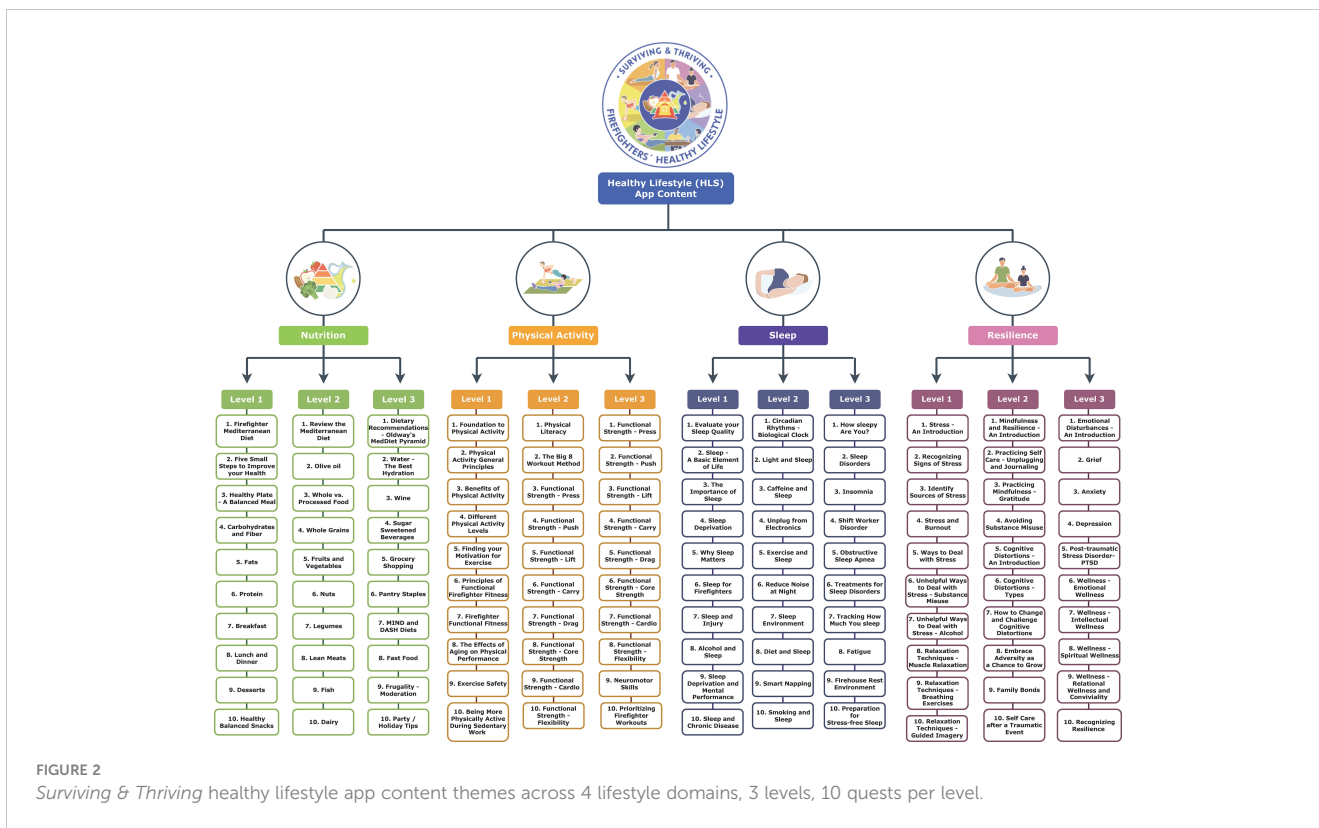 · SURVIVING & THRIVING ·
FIREFIGHTERS´ HEALTHY LIFESTYLE
Healthy Lifestyle (HLS)
App Content
Nutrition
Physical Activity
Sleep
Resilience
Level 1
1. Firefighter
Mediterranean
Diet
2. Five Small
Steps to Improve
your Health
3. Healthy Plate
- A Balanced Meal
4. Carbohydrates
and Fiber
5. Fats
6. Protein
7. Breakfast
8. Lunch and
Dinner
9. Desserts
10. Healthy
Balanced Snacks
Level 2
1. Review the
Mediterranean
Diet
2. Olive oil
3. Whole vs.
Processed Food
4. Whole Grains
5. Fruits and
Vegetables
6. Nuts
7. Legumes
8. Lean Meats
9. Fish
10. Dairy
Level 3
1. Dietary
Recommendations
- Oldway's
MedDiet Pyramid
2. Water -
The Best
Hydration
3. Wine
4. Sugar
Sweetened
Beverages
5. Grocery
Shopping
6. Pantry Staples
7. MIND and
DASH Diets
8. Fast Food
9. Frugality -
Moderation
10. Party /
Holiday Tips
Level 1
1. Foundation to
Physical Activity
2. Physical
Activity General
Principles
3. Benefits of
Physical Activity
4. Different
Physical Activity
Levels
5. Finding your
Motivation for
Exercise
6. Principles of
Functional
Firefighter Fitness
7. Firefighter
Functional Fitness
8. The Effects of
Aging on Physical
Performance
9. Exercise Safety
10. Being More
Physically Active
During Sedentary
Work
Level 2
1. Physical
Literacy
2. The Big 8
Workout Method
3. Functional
Strength - Press
4. Functional
Strength - Push
5. Functional
Strength - Lift
6. Functional
Strength - Carry
7. Functional
Strength - Drag
8. Functional
Strength - Core
Strength
9. Functional
Strength - Cardio
10. Functional
Strength -
Flexibility
Level 3
1. Functional
Strength - Press
2. Functional
Strength - Push
3. Functional
Strength - Lift
4. Functional
Strength - Carry
5. Functional
Strength - Drag
6. Functional
Strength - Core
Strength
7. Functional
Strength - Cardio
8. Functional
Strength -
Flexibility
9. Neuromotor
Skills
10. Prioritizing
Firefighter
Workouts
Level 1
1. Evaluate your
Sleep Quality
2. Sleep -
A Basic Element
of Life
3. The
Importance of
Sleep
4. Sleep
Deprivation
5. Why Sleep
Matters
6. Sleep for
Firefighters
7. Sleep and
Injury
8. Alcohol and
Sleep
9. Sleep
Deprivation and
Mental
Performance
10. Sleep and
Chronic Disease
Level 2
1. Circadian
Rhythms -
Biological Clock
2. Light and Sleep
3. Caffeine and
Sleep
4. Unplug from
Electronics
5. Exercise and
Sleep
6. Reduce Noise
at Night
7. Sleep
Environment
8. Diet and Sleep
9. Smart Napping
10. Smoking and
Sleep
Level 3
1. How sleepy
Are You?
2. Sleep
Disorders
3. Insomnia
4. Shift Worker
Disorder
5. Obstructive
Sleep Apnea
6. Treatments for
Sleep Disorders
7. Tracking How
Much You sleep
8. Fatigue
9. Firehouse Rest
Environment
10. Preparation
for
Stress-free Sleep
Level 1
1. Stress -
An Introduction
2. Recognizing
Signs of Stress
3. Identify
Sources of Stress
4. Stress and
Burnout
5. Ways to Deal
with Stress
6. Unhelpful Ways
to Deal with
Stress - Substance
Misuse
7. Unhelpful Ways
to Deal with
Stress - Alcohol
8. Relaxation
Techniques -
Muscle Relaxation
9. Relaxation
Techniques -
Breathing
Exercises
10. Relaxation
Techniques -
Guided Imagery
Level 2
1. Mindfulness
and Resilience -
An Introduction
2. Practicing Self
Care - Unplugging
and Journaling
3. Practicing
Mindfulness -
Gratitude
4. Avoiding
Substance Misuse
5. Cognitive
Distortions -
An Introduction
6. Cognitive
Distortions -
Types
7. How to Change
and Challenge
Cognitive
Distortions
8. Embrace
Adversity as
a Chance to Grow
9. Family Bonds
10. Self Care
after a Traumatic
Event
Level 3
1. Emotional
Disturbances -
An Introduction
2. Grief
3. Anxiety
4. Depression
5. Post-traumatic
Stress Disorder-
PTSD
6. Wellness -
Emotional
Wellness
7. Wellness -
Intellectual
Wellness
8. Wellness-
Spiritual Wellness
9. Wellness -
Relational
Wellness and
Conviviality
10. Recognizing
Resilience
FIGURE 2
Surviving & Thriving healthy lifestyle app content themes across 4 lifestyle domains, 3 levels, 10 quests per level.